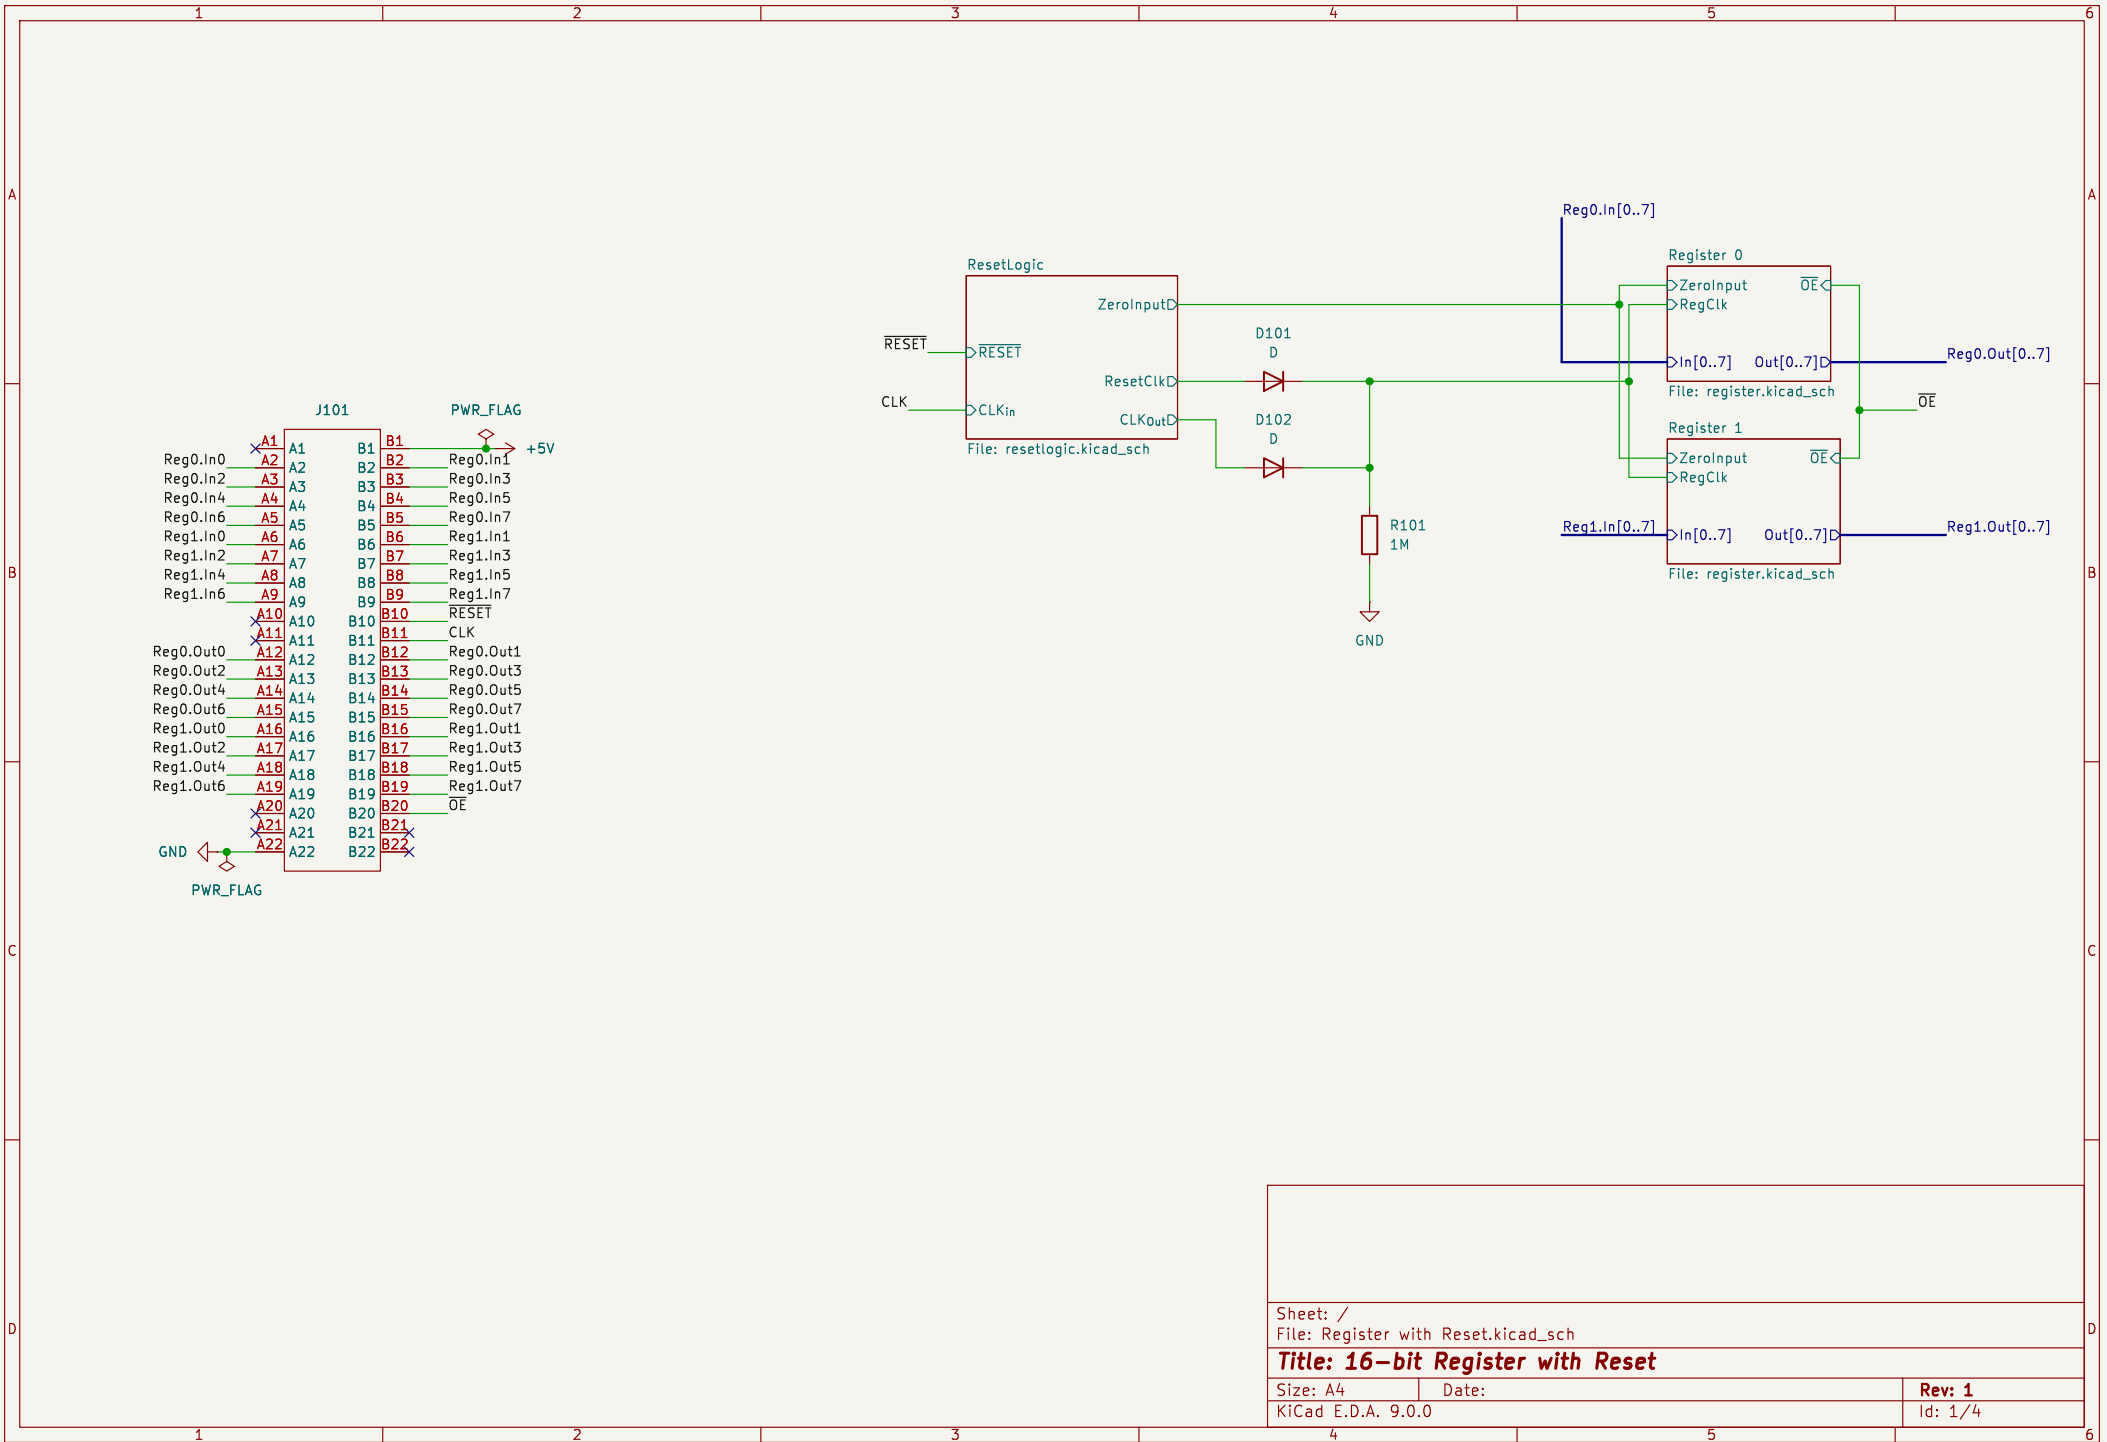 1 2 3 4 5 6
A A
B B
C C
D D
Reg0.In[0..7]
ResetLogic
ZeroInput
RESET
RESET
ResetClk
CLK
CLKin
CLKOut
File: resetlogic.kicad_sch
D101
D
D102
D
R101
1M
GND
Register 0
ZeroInput OE
RegClk
In[0..7] Out[0..7]
Reg0.Out[0..7]
File: register.kicad_sch
OE
Register 1
ZeroInput OE
RegClk
Reg1.In[0..7]
In[0..7] Out[0..7]
Reg1.Out[0..7]
File: register.kicad_sch
J101
PWR_FLAG
A1 A1 B1 B1 +5V
Reg0.In0 A2 A2 B2 B2 Reg0.In1
Reg0.In2 A3 A3 B3 B3 Reg0.In3
Reg0.In4 A4 A4 B4 B4 Reg0.In5
Reg0.In6 A5 A5 B5 B5 Reg0.In7
Reg1.In0 A6 A6 B6 B6 Reg1.In1
Reg1.In2 A7 A7 B7 B7 Reg1.In3
Reg1.In4 A8 A8 B8 B8 Reg1.In5
Reg1.In6 A9 A9 B9 B9 Reg1.In7
A10 A10 B10 B10 RESET
A11 A11 B11 B11 CLK
Reg0.Out0 A12 A12 B12 B12 Reg0.Out1
Reg0.Out2 A13 A13 B13 B13 Reg0.Out3
Reg0.Out4 A14 A14 B14 B14 Reg0.Out5
Reg0.Out6 A15 A15 B15 B15 Reg0.Out7
Reg1.Out0 A16 A16 B16 B16 Reg1.Out1
Reg1.Out2 A17 A17 B17 B17 Reg1.Out3
Reg1.Out4 A18 A18 B18 B18 Reg1.Out5
Reg1.Out6 A19 A19 B19 B19 Reg1.Out7
A20 A20 B20 B20 OE
A21 A21 B21 B21
GND A22 A22 B22 B22
PWR_FLAG
Sheet: /
File: Register with Reset.kicad_sch
Title: 16-bit Register with Reset
Size: A4 Date: Rev: 1
KiCad E.D.A. 9.0.0 Id: 1/4
1 2 3 4 5 6